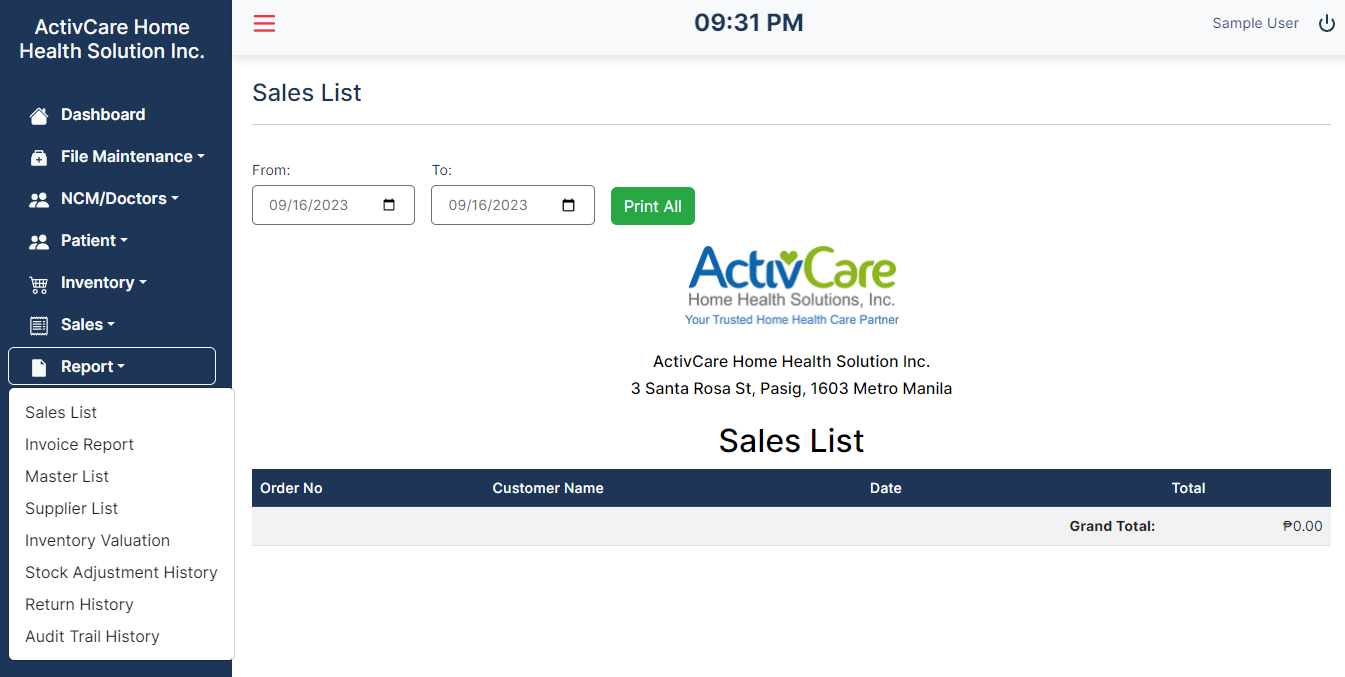 ActivCare Home
Health Solution Inc.
09:31 PM
Sample User
Dashboard
File Maintenance
NCM/Doctors
Patient
Inventory
Sales
Report
Sales List
Invoice Report
Master List
Supplier List
Inventory Valuation
Stock Adjustment History
Return History
Audit Trail History
Sales List
From: To:
09/16/2023 09/16/2023 Print All
ActivCare
Home Health Solutions, Inc.
Your Trusted Home Health Care Partner
ActivCare Home Health Solution Inc.
3 Santa Rosa St, Pasig, 1603 Metro Manila
Sales List
Order No Customer Name Date Total
Grand Total: ₱0.00